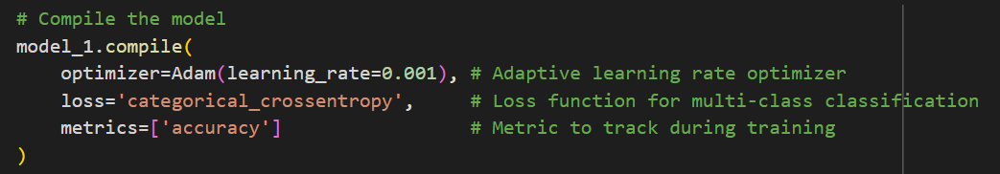 # Compile the model
model_1.compile(
    optimizer=Adam(learning_rate=0.001), # Adaptive learning rate optimizer
    loss='categorical_crossentropy',     # Loss function for multi-class classification
    metrics=['accuracy']                 # Metric to track during training
)